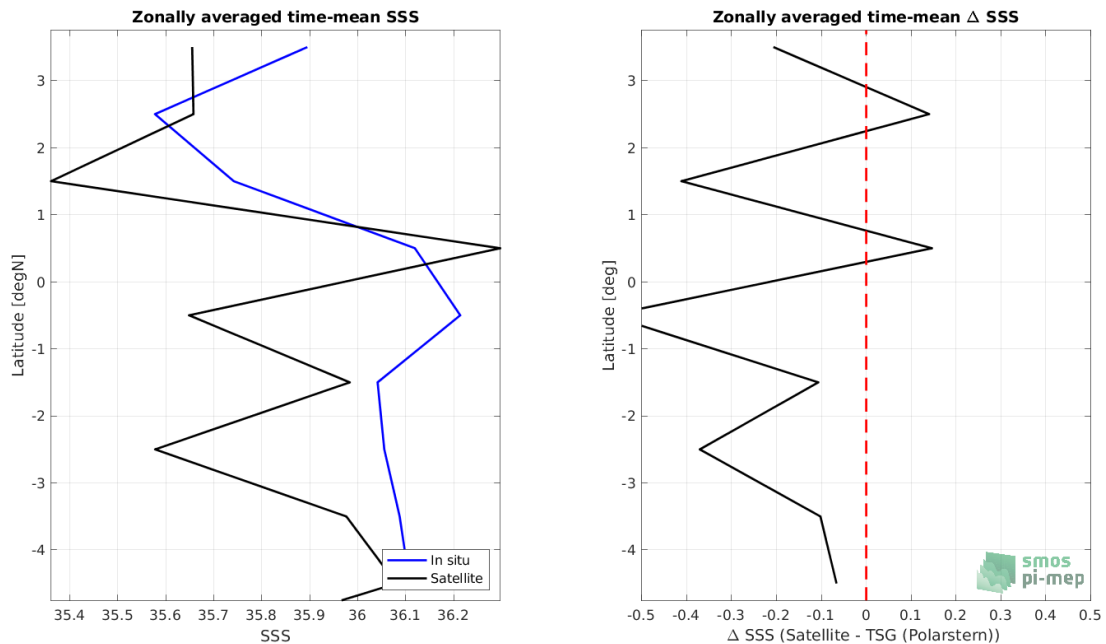 Zonally averaged time-mean SSS
Latitude [degN]
3
2
1
0
-1
-2
-3
-4
35.4 35.5 35.6 35.7 35.8 35.9 36 36.1 36.2
SSS
In situ
Satellite
Zonally averaged time-mean Δ SSS
Latitude [deg]
3
2
1
0
-1
-2
-3
-4
-0.5 -0.4 -0.3 -0.2 -0.1 0 0.1 0.2 0.3 0.4 0.5
Δ SSS (Satellite - TSG (Polarstern))
smos
pi-mep